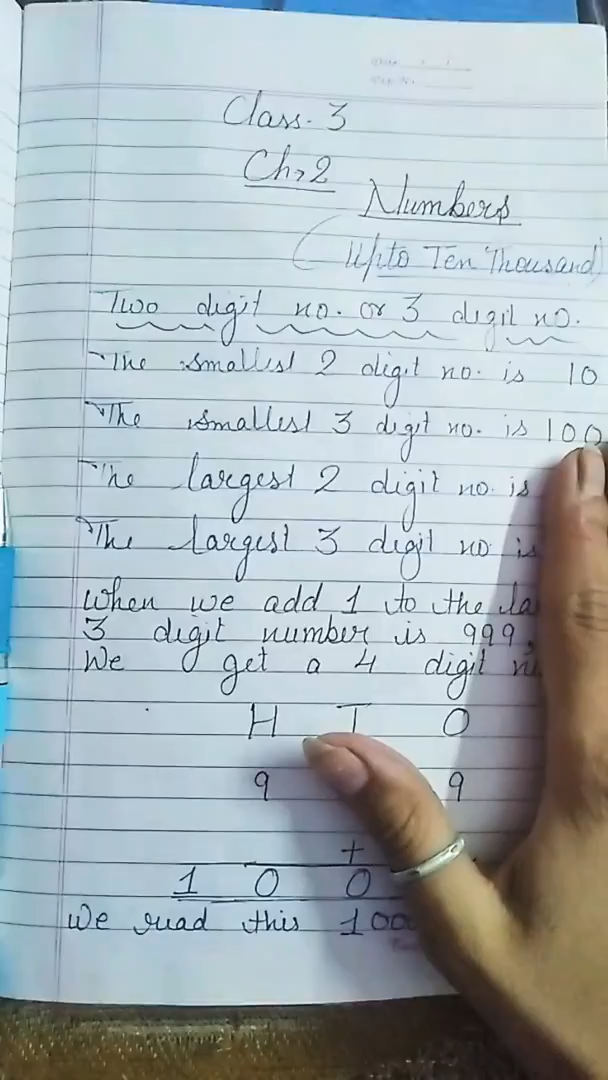 Class. 3
Ch, 2
Numbers
(Upto Ten Thousand)
Two digit no. or 3 digit no.
The smallest 2 digit no. is 10
The smallest 3 digit no. is 100
The largest 2 digit no. is
The largest 3 digit no is
When we add 1 to the la
3 digit number is 999,
We get a 4 digit
H T O
9 9
+
1 0 0
We read this 1000